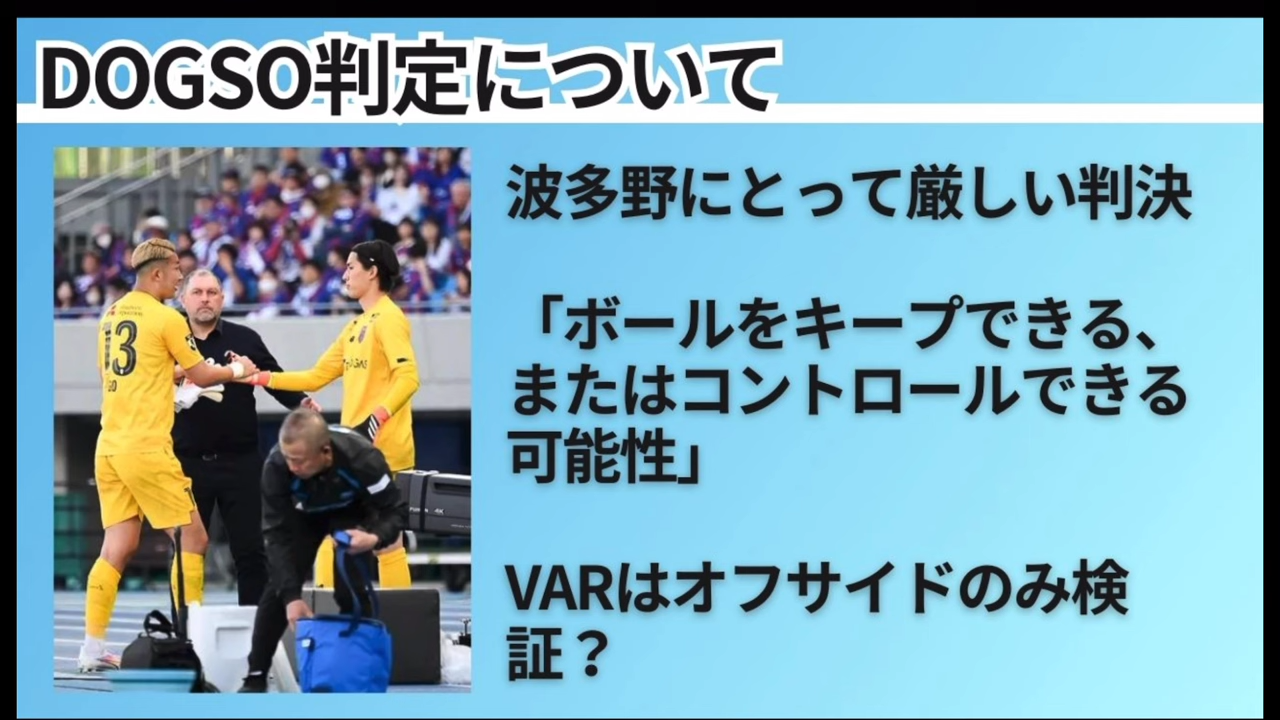 DOGSO判定について
波多野にとって厳しい判決
「ボールをキープできる、
またはコントロールできる
可能性」
VARはオフサイドのみ検
証？
13